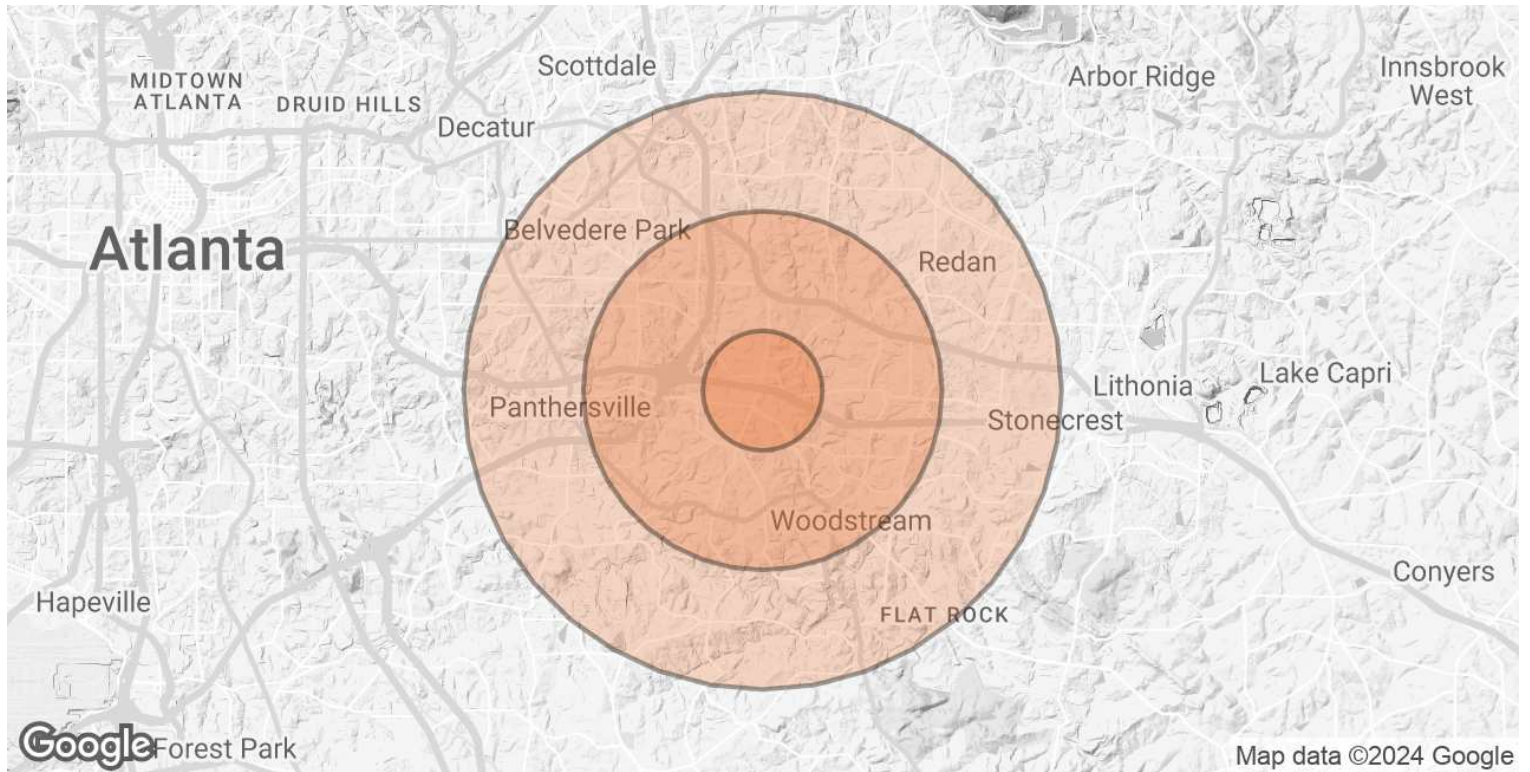 Scottdale
Arbor Ridge
Innsbrook
West
MIDTOWN
ATLANTA
DRUID HILLS
Decatur
Belvedere Park
Atlanta
Redan
Lithonia
Lake Capri
Panthersville
Stonecrest
Woodstream
Conyers
Hapeville
FLAT ROCK
Google
Forest Park
Map data ©2024 Google